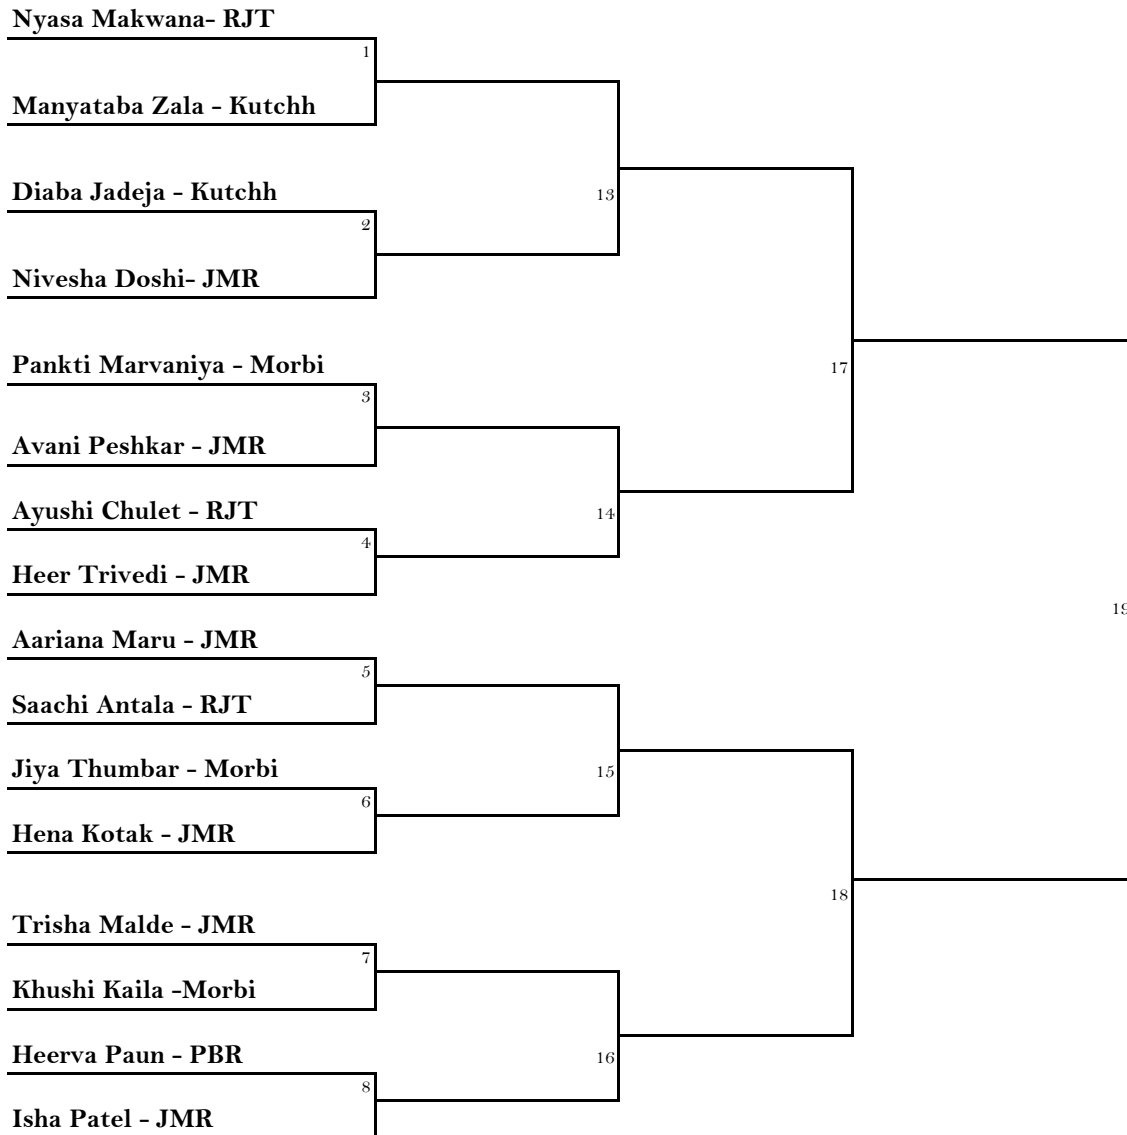 Nyasa Makwana- RJT
1
Manyataba Zala - Kutchh
Diaba Jadeja - Kutchh
13
2
Nivesha Doshi- JMR
Pankti Marvaniya - Morbi
17
3
Avani Peshkar - JMR
Ayushi Chulet - RJT
14
4
Heer Trivedi - JMR
19
Aariana Maru - JMR
5
Saachi Antala - RJT
Jiya Thumbar - Morbi
15
6
Hena Kotak - JMR
18
Trisha Malde - JMR
7
Khushi Kaila -Morbi
Heerva Paun - PBR
16
8
Isha Patel - JMR